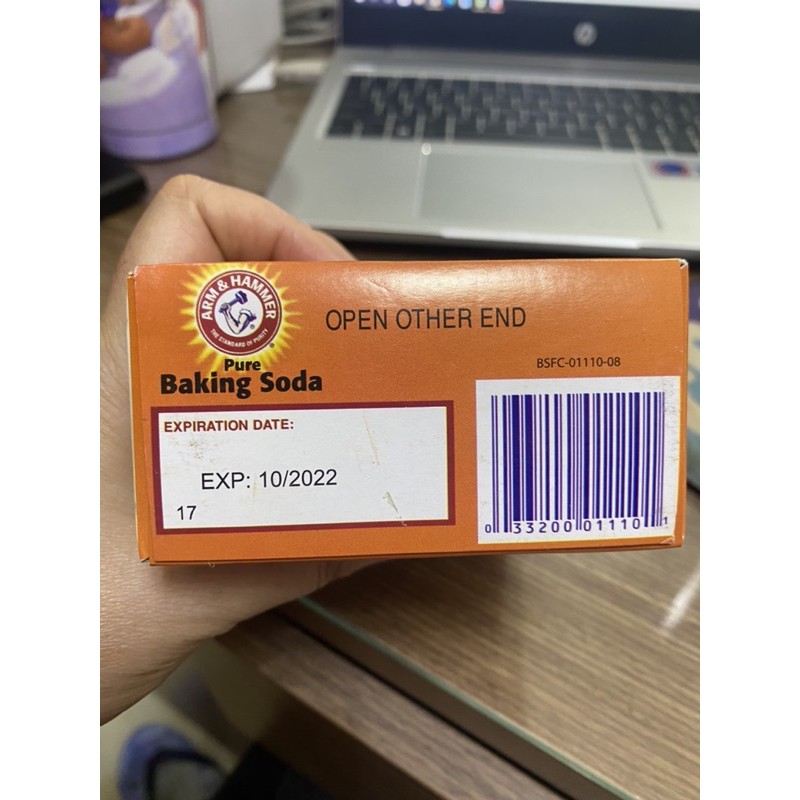 ARM & HAMMER
THE STANDARD OF PURITY
®
Pure
Baking Soda
OPEN OTHER END
BSFC-01110-08
EXPIRATION DATE:
EXP: 10/2022
17
0 33200 01110 1
hp